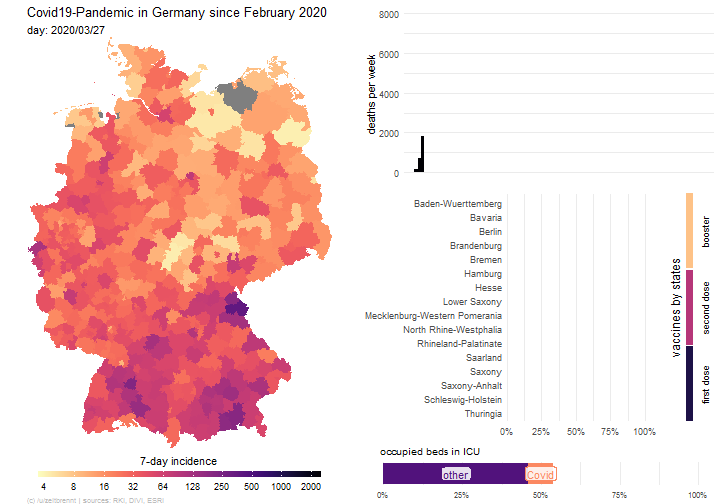 Covid19-Pandemic in Germany since February 2020
day: 2020/03/27
7-day incidence
4 8 16 32 64 128 250 500 1000 2000
(c) /u/zeitbrennt | sources: RKI, DIVI, ESRI
deaths per week
8000
6000
4000
2000
0
Baden-Wuerttemberg
Bavaria
Berlin
Brandenburg
Bremen
Hamburg
Hesse
Lower Saxony
Mecklenburg-Western Pomerania
North Rhine-Westphalia
Rhineland-Palatinate
Saarland
Saxony
Saxony-Anhalt
Schleswig-Holstein
Thuringia
0% 25% 50% 75% 100%
vaccines by states
booster
second dose
first dose
occupied beds in ICU
other Covid
0% 25% 50% 75% 100%